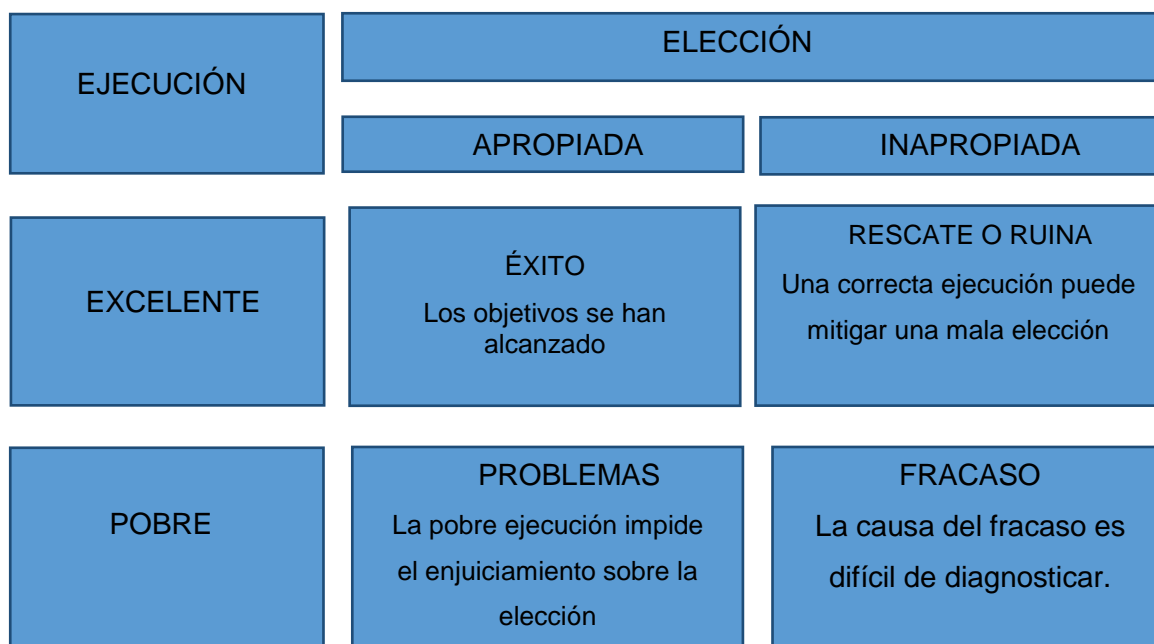 EJECUCIÓN
ELECCIÓN
APROPIADA
INAPROPIADA
EXCELENTE
ÉXITO
Los objetivos se han
alcanzado
RESCATE O RUINA
Una correcta ejecución puede
mitigar una mala elección
POBRE
PROBLEMAS
La pobre ejecución impide
el enjuiciamiento sobre la
elección
FRACASO
La causa del fracaso es
difícil de diagnosticar.